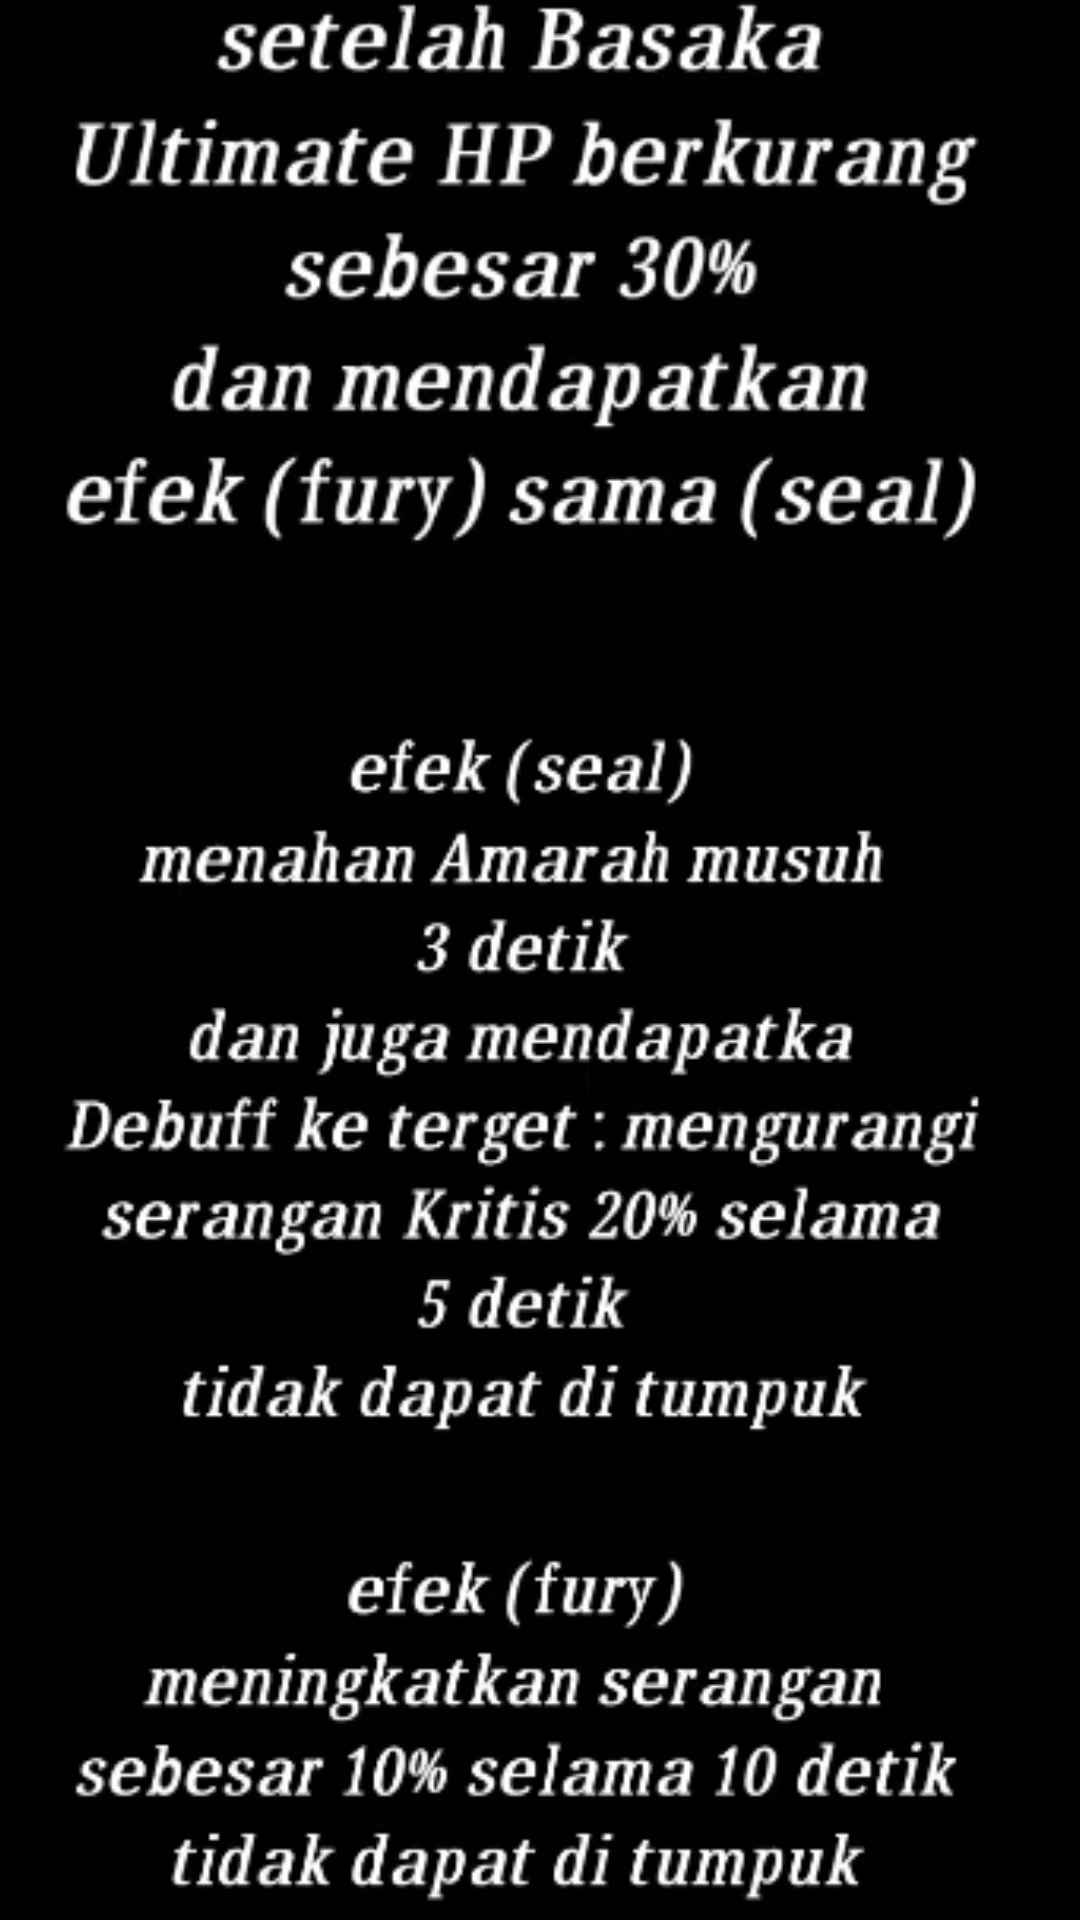 setelah Basaka
Ultimate HP berkurang
sebesar 30%
dan mendapatkan
efek (fury) sama (seal)
efek (seal)
menahan Amarah musuh
3 detik
dan juga mendapatka
Debuff ke terget : mengurangi
serangan Kritis 20% selama
5 detik
tidak dapat di tumpuk
efek (fury)
meningkatkan serangan
sebesar 10% selama 10 detik
tidak dapat di tumpuk